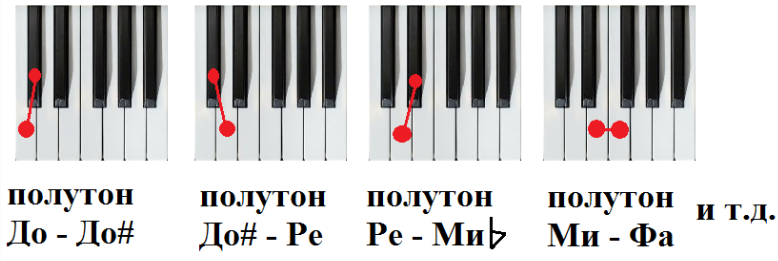 полутон
До - До#
полутон
До# - Ре
полутон
Ре - Ми♭
полутон
Ми - Фа
и т.д.